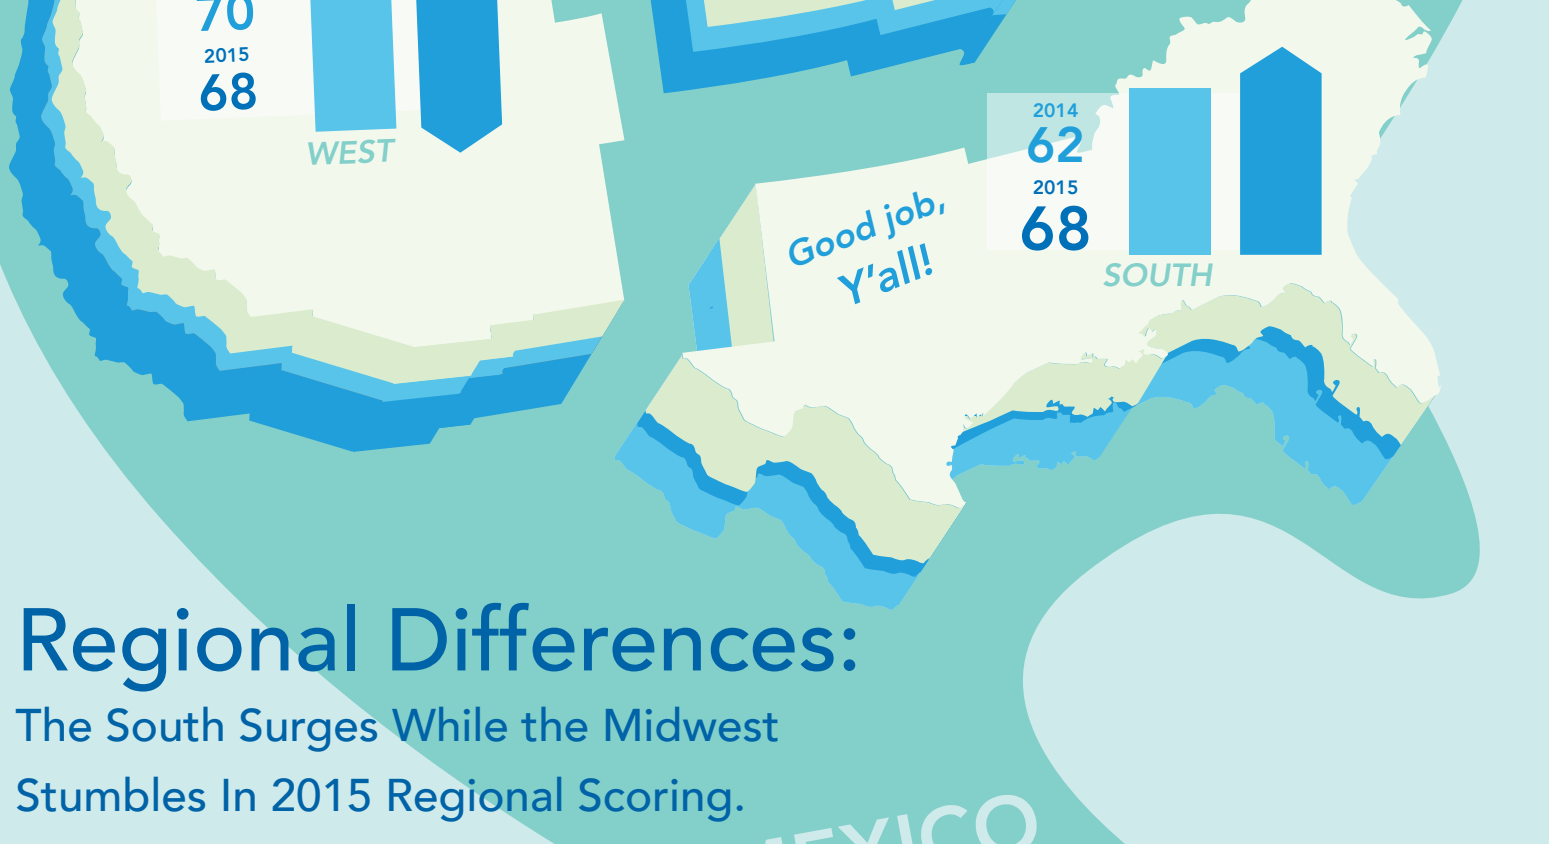 70
2015
68
WEST
2014
62
2015
68
SOUTH
Good job,
Y'all!
Regional Differences:
The South Surges While the Midwest
Stumbles In 2015 Regional Scoring.
MEXICO